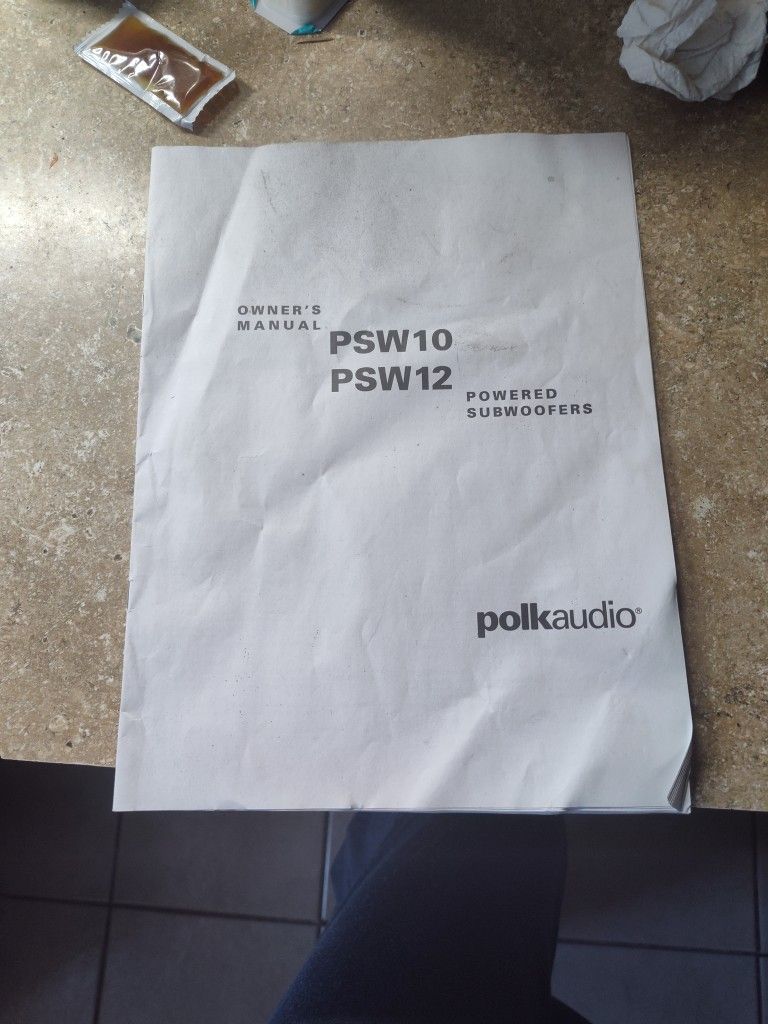 OWNER'S
MANUAL
PSW10
PSW12
POWERED
SUBWOOFERS
polkaudio®